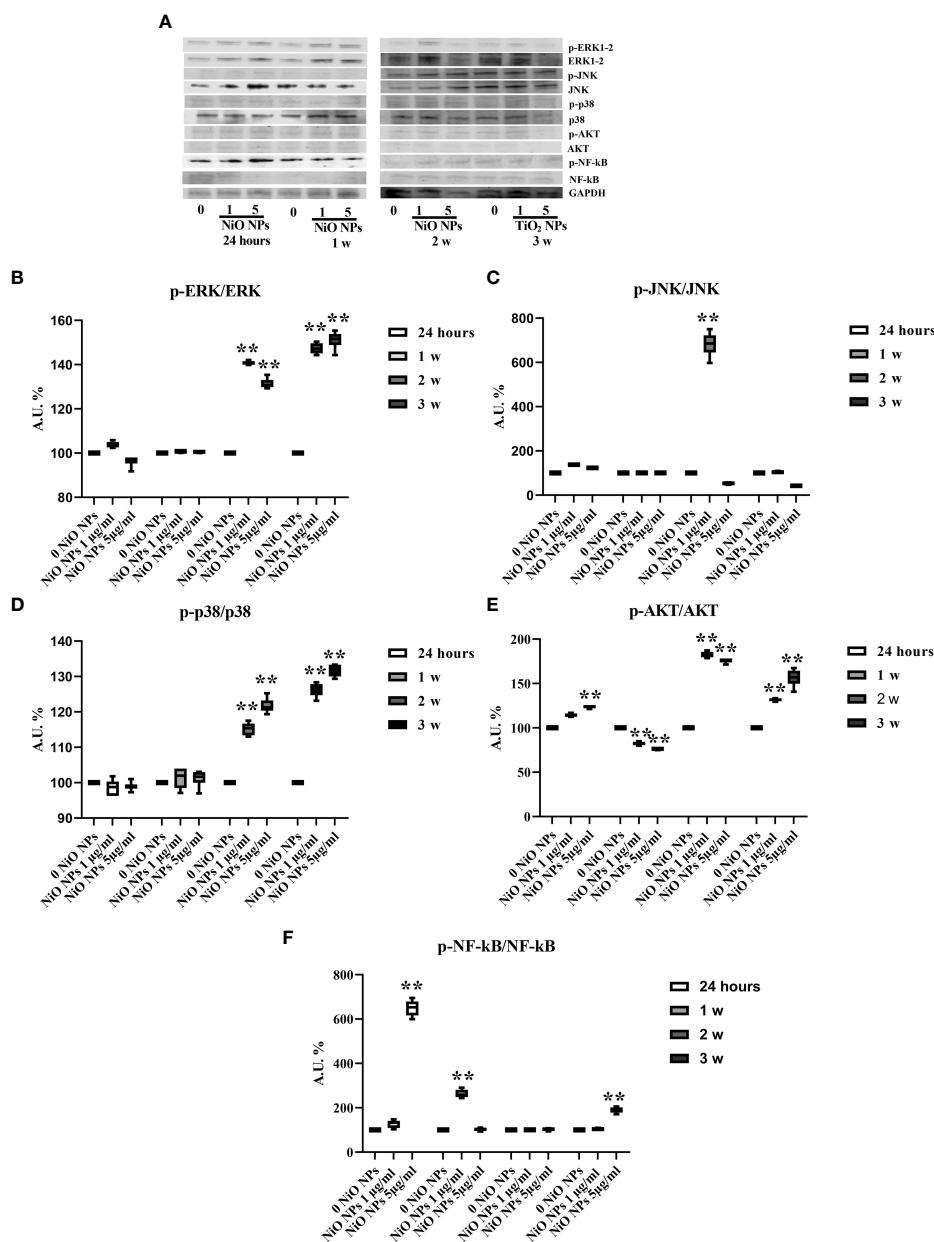 A
p-ERK1-2
ERK1-2
p-JNK
JNK
p-p38
p38
p-AKT
AKT
p-NF-kB
NF-kB
GAPDH
0 1 5 0 1 5 0 1 5 0 1 5
NiO NPs NiO NPs NiO NPs TiO₂ NPs
24 hours 1 w 2 w 3 w
B
p-ERK/ERK
A.U. %
160
140
120
100
80
** ** ** **
0 NiO NPs
NiO NPs 1 µg/ml
NiO NPs 5µg/ml
0 NiO NPs
NiO NPs 1 µg/ml
NiO NPs 5µg/ml
0 NiO NPs
NiO NPs 1 µg/ml
NiO NPs 5µg/ml
0 NiO NPs
NiO NPs 1 µg/ml
NiO NPs 5µg/ml
24 hours
1 w
2 w
3 w
C
p-JNK/JNK
A.U. %
800
600
400
200
100
0
**
0 NiO NPs
NiO NPs 1 µg/ml
NiO NPs 5µg/ml
0 NiO NPs
NiO NPs 1 µg/ml
NiO NPs 5µg/ml
0 NiO NPs
NiO NPs 1 µg/ml
NiO NPs 5µg/ml
0 NiO NPs
NiO NPs 1 µg/ml
NiO NPs 5µg/ml
24 hours
1 w
2 w
3 w
D
p-p38/p38
A.U. %
140
130
120
110
100
90
** ** ** **
0 NiO NPs
NiO NPs 1 µg/ml
NiO NPs 5µg/ml
0 NiO NPs
NiO NPs 1 µg/ml
NiO NPs 5µg/ml
0 NiO NPs
NiO NPs 1 µg/ml
NiO NPs 5µg/ml
0 NiO NPs
NiO NPs 1 µg/ml
NiO NPs 5µg/ml
24 hours
1 w
2 w
3 w
E
p-AKT/AKT
A.U. %
200
150
100
50
0
** ** ** ** ** ** **
0 NiO NPs
NiO NPs 1 µg/ml
NiO NPs 5µg/ml
0 NiO NPs
NiO NPs 1 µg/ml
NiO NPs 5µg/ml
0 NiO NPs
NiO NPs 1 µg/ml
NiO NPs 5µg/ml
0 NiO NPs
NiO NPs 1 µg/ml
NiO NPs 5µg/ml
24 hours
1 w
2 w
3 w
F
p-NF-kB/NF-kB
A.U. %
800
600
400
200
100
0
** ** **
0 NiO NPs
NiO NPs 1 µg/ml
NiO NPs 5µg/ml
0 NiO NPs
NiO NPs 1 µg/ml
NiO NPs 5µg/ml
0 NiO NPs
NiO NPs 1 µg/ml
NiO NPs 5µg/ml
0 NiO NPs
NiO NPs 1 µg/ml
NiO NPs 5µg/ml
24 hours
1 w
2 w
3 w